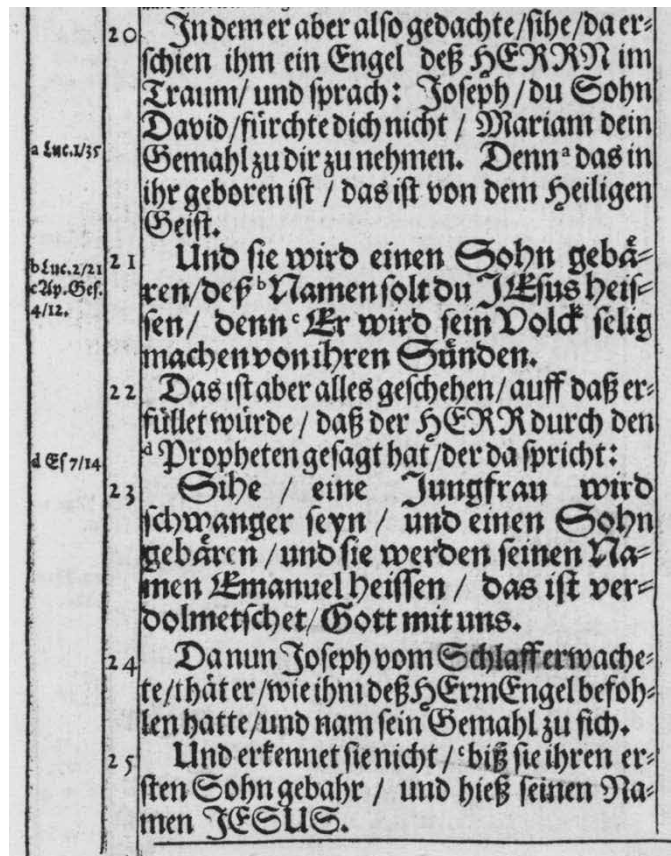 20 In dem er aber also gedachte/sihe/da er=
schien ihm ein Engel deß HERRN im
Traum/ und sprach: Joseph/du Sohn
David/fürchte dich nicht / Mariam dein
a Luc.1/35
Gemahl zu dir zu nehmen. Denn a das in
ihr geboren ist / das ist von dem Heiligen
Geist.
b Luc.2/21
c Ap. Ges.
4/12.
21 Und sie wird einen Sohn gebä=
ren/deß b Namen solt du JEsus heis=
sen/ denn c Er wird sein Volck selig
machen von ihren Sünden.
22 Das ist aber alles geschehen/auff daß er=
füllet würde / daß der HERR durch den
d Es 7/14
d Propheten gesagt hat/der da spricht:
23 Sihe / eine Jungfrau wird
schwanger seyn / und einen Sohn
gebären /und sie werden seinen Na=
men Emanuel heissen / das ist ver=
dolmetschet/Gott mit uns.
24 Da nun Joseph vom Schlaff erwache=
te/thät er/wie ihm deß HErrn Engel befoh=
len hatte/und nam sein Gemahl zu sich.
25 Und erkennet sie nicht / e biß sie ihren er=
sten Sohn gebahr / und hieß seinen Na=
men JESUS.